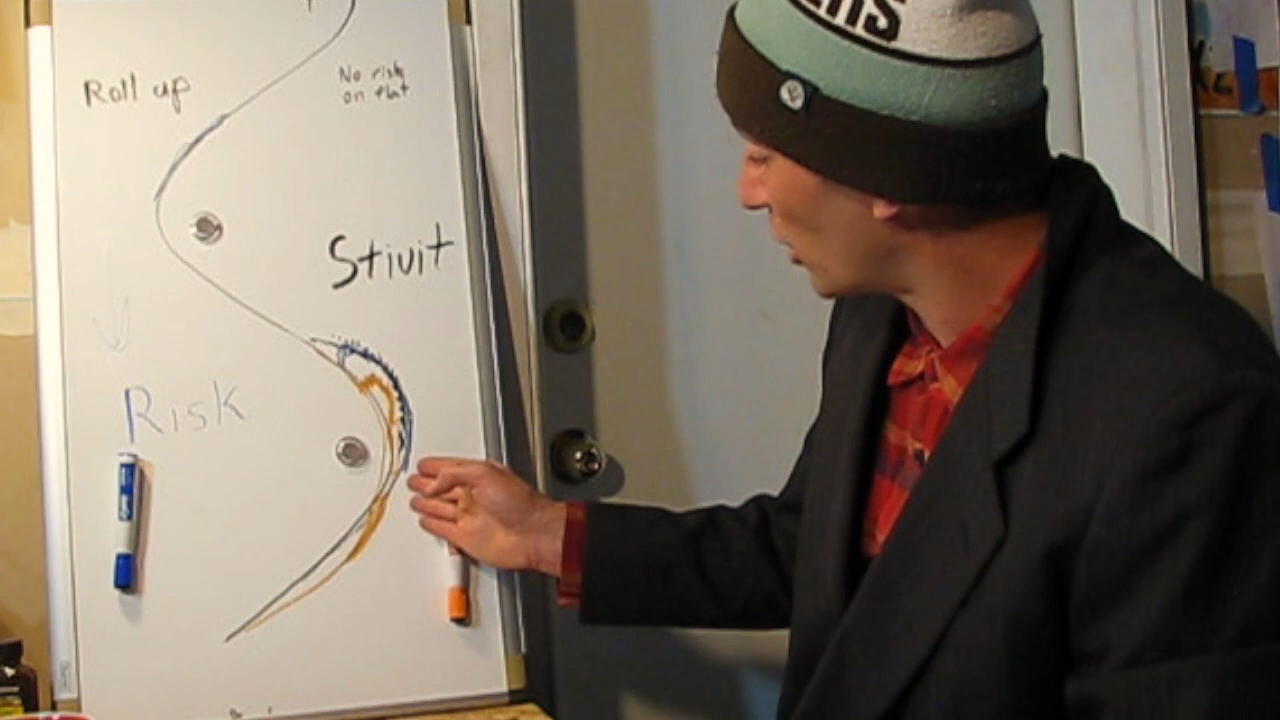 Roll up
No risk
on flat
Stivit
Risk